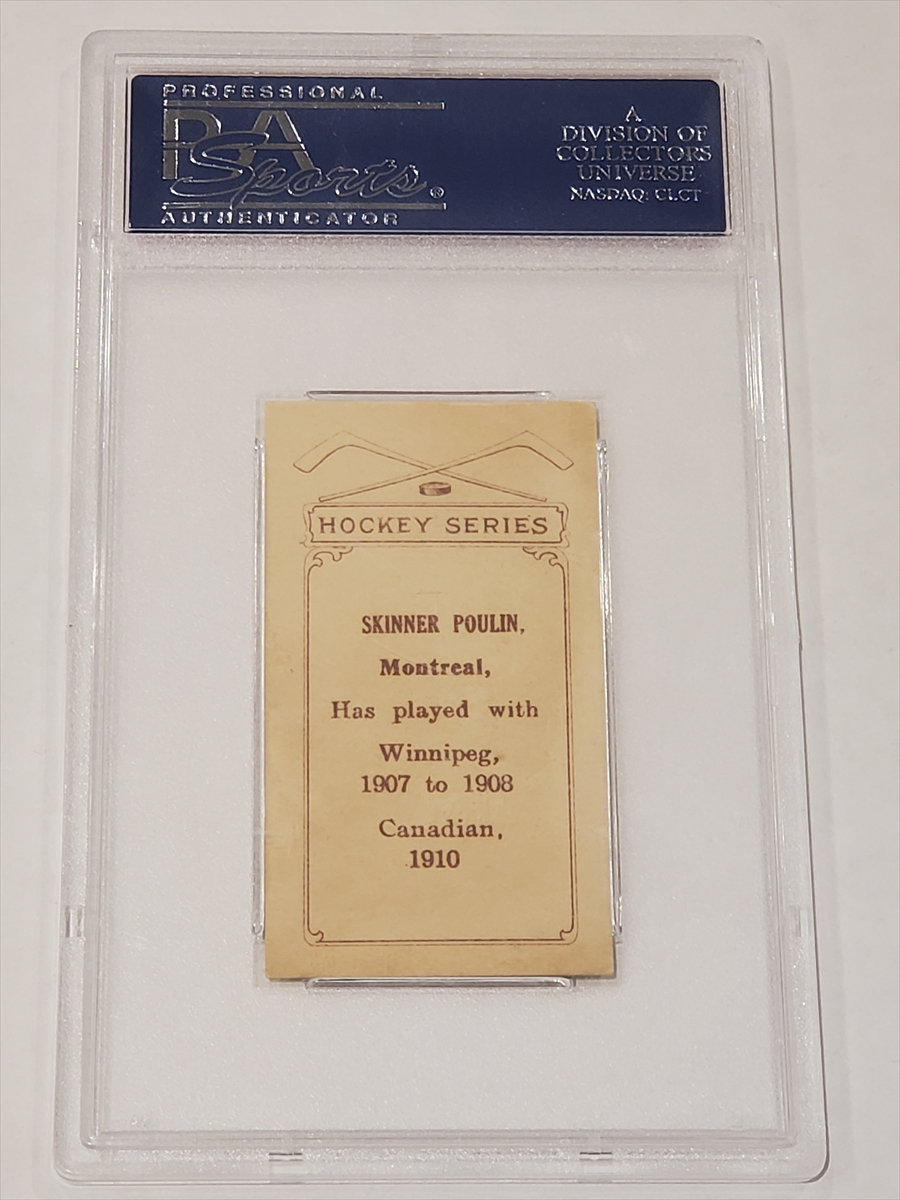 PROFESSIONAL
PSA
Sports®
AUTHENTICATOR
A
DIVISION OF
COLLECTORS
UNIVERSE
NASDAQ: CLCT
HOCKEY SERIES
SKINNER POULIN,
Montreal,
Has played with
Winnipeg,
1907 to 1908
Canadian,
1910